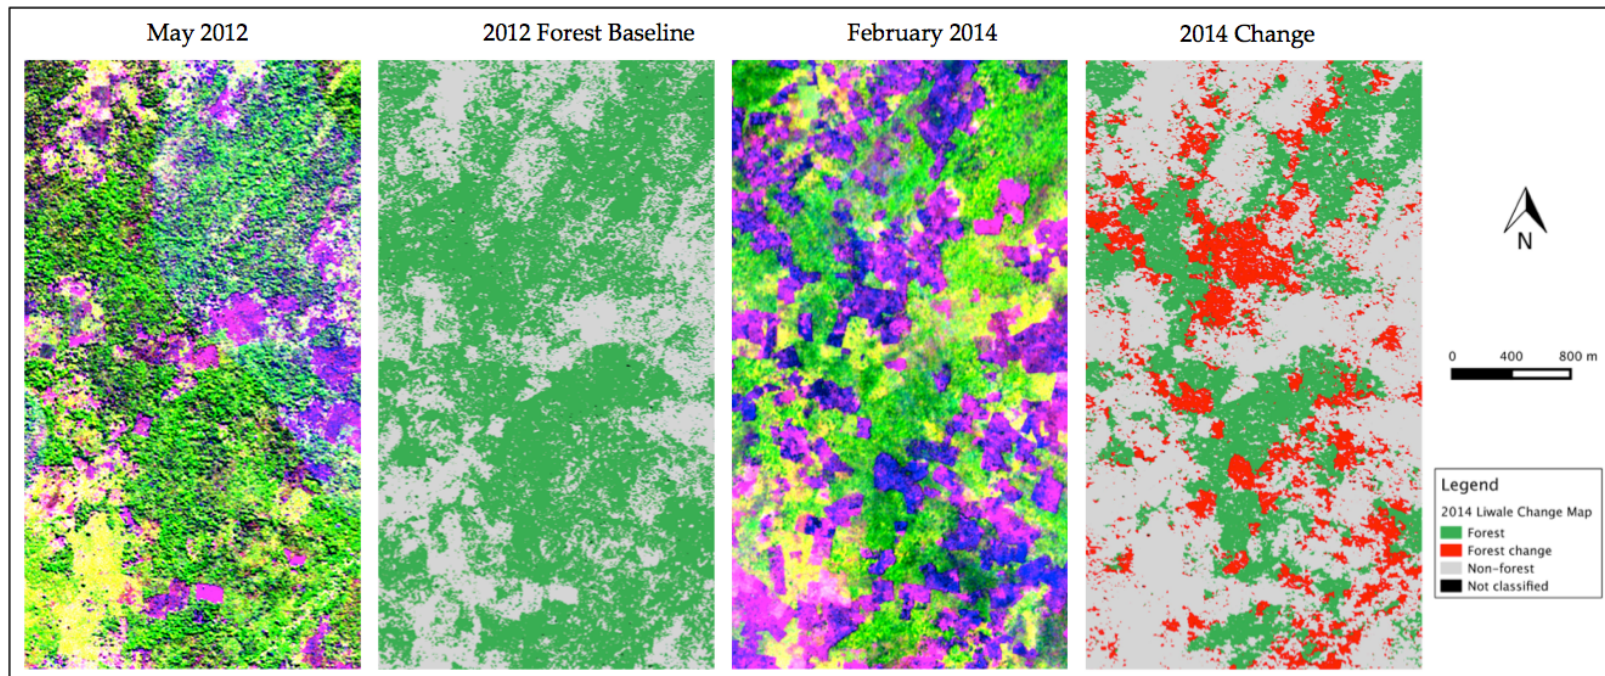 May 2012
2012 Forest Baseline
February 2014
2014 Change
N
0 400 800 m
Legend
2014 Liwale Change Map
Forest
Forest change
Non-forest
Not classified